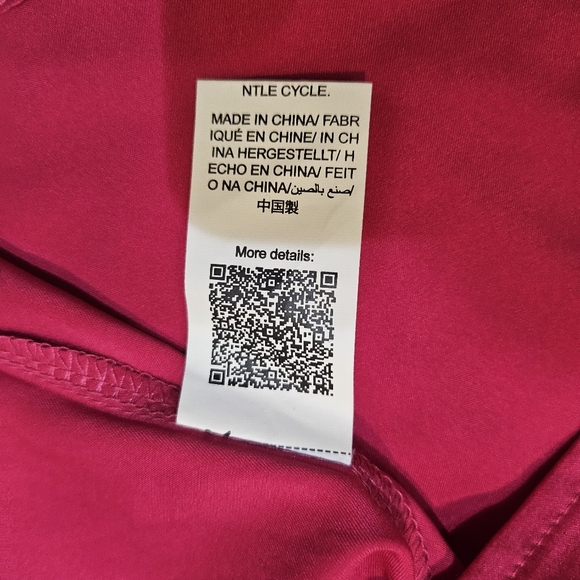 NTLE CYCLE.
MADE IN CHINA/ FABR
IQUÉ EN CHINE/ IN CH
INA HERGESTELLT/ H
ECHO EN CHINA/ FEIT
O NA CHINA/صنع بالصين/
中国製
More details: